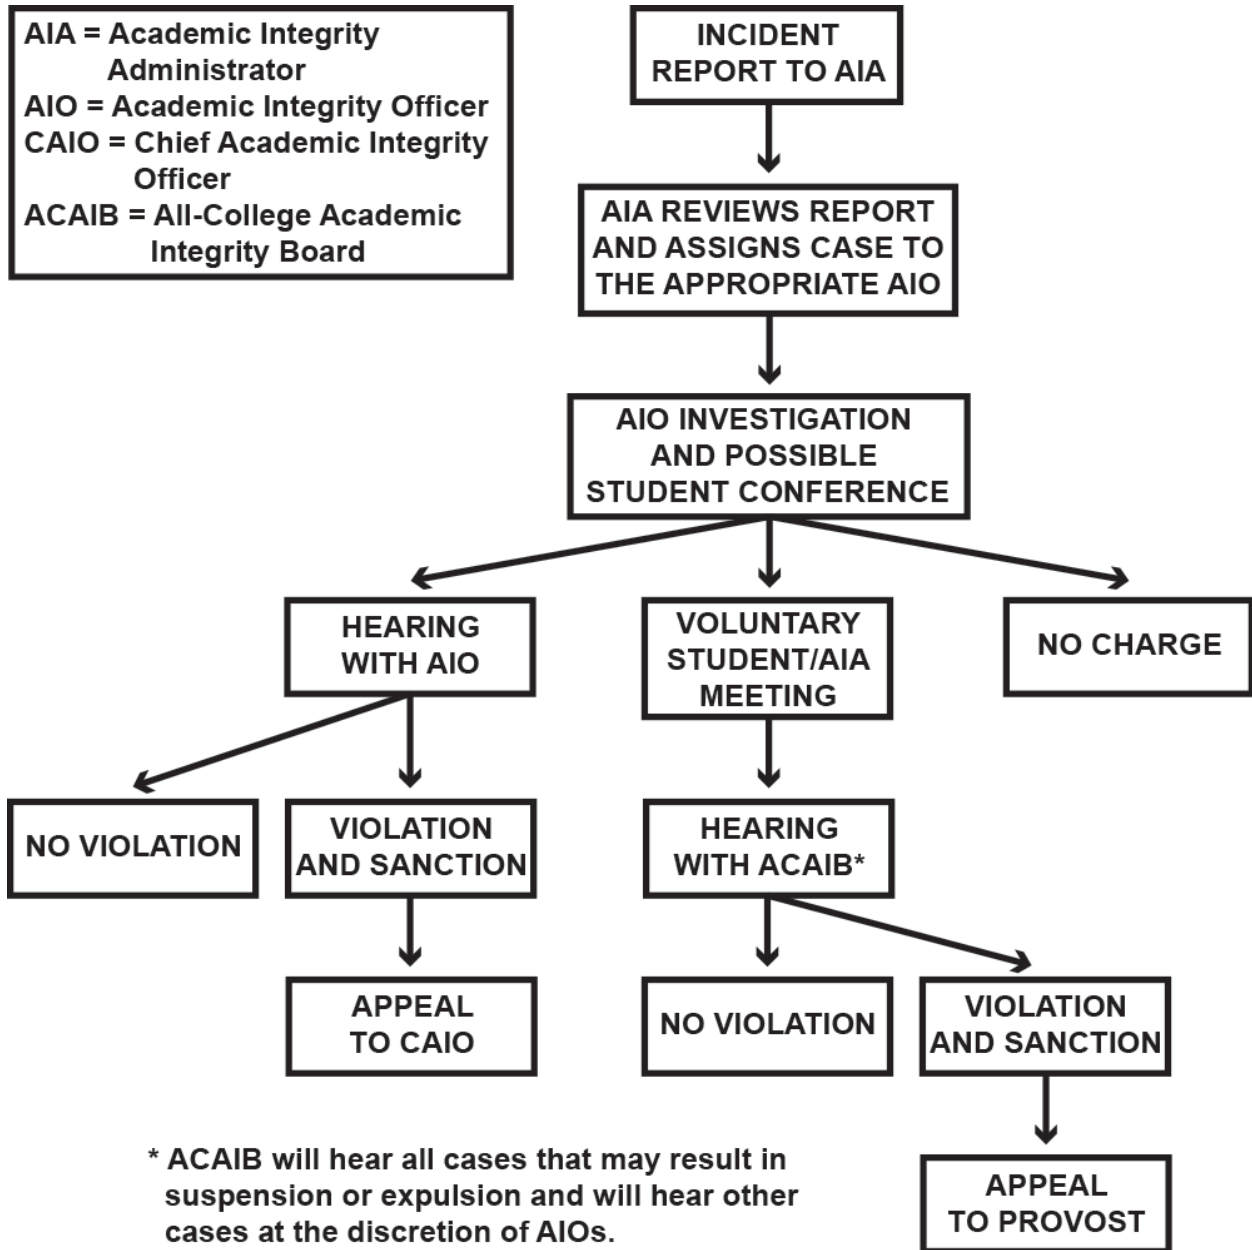 AIA = Academic Integrity
Administrator
AIO = Academic Integrity Officer
CAIO = Chief Academic Integrity
Officer
ACAIB = All-College Academic
Integrity Board
INCIDENT
REPORT TO AIA
AIA REVIEWS REPORT
AND ASSIGNS CASE TO
THE APPROPRIATE AIO
AIO INVESTIGATION
AND POSSIBLE
STUDENT CONFERENCE
HEARING
WITH AIO
VOLUNTARY
STUDENT/AIA
MEETING
NO CHARGE
NO VIOLATION
VIOLATION
AND SANCTION
HEARING
WITH ACAIB*
APPEAL
TO CAIO
NO VIOLATION
VIOLATION
AND SANCTION
APPEAL
TO PROVOST
* ACAIB will hear all cases that may result in
suspension or expulsion and will hear other
cases at the discretion of AIOs.